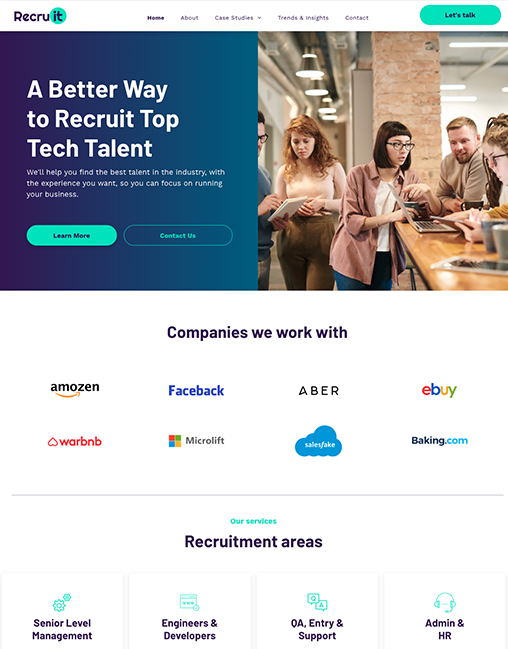 Recruit
Home About Case Studies Trends & Insights Contact
Let's talk
A Better Way
to Recruit Top
Tech Talent
We'll help you find the best talent in the industry, with
the experience you want, so you can focus on running
your business.
Learn More Contact Us
Companies we work with
amozen Faceback ABER ebuy
warbnb Microlift salesfake Baking.com
Our services
Recruitment areas
Senior Level
Management
WWW
Engineers &
Developers
Q A
QA, Entry &
Support
Admin &
HR